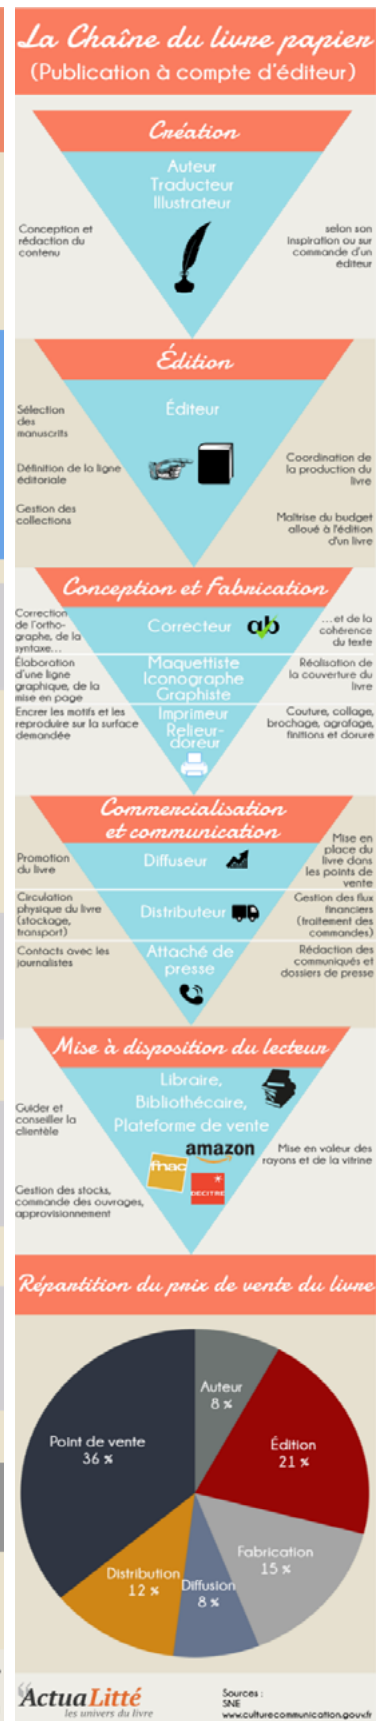 La Chaîne du livre papier
(Publication à compte d'éditeur)
Création
Auteur
Traducteur
Illustrateur
Conception et
rédaction du
contenu
selon son
inspiration ou sur
commande d'un
éditeur
Édition
Éditeur
Sélection
des
manuscrits
Définition de la ligne
éditoriale
Gestion des
collections
Coordination de
la production du
livre
Maîtrise du budget
alloué à l'édition
d'un livre
Conception et Fabrication
Correction
de l'ortho-
graphe, de la
syntaxe...
Correcteur
ab
...et de la
cohérence
du texte
Élaboration
d'une ligne
graphique, de la
mise en page
Maquettiste
Iconographe
Graphiste
Réalisation de
la couverture du
livre
Encrer les motifs et les
reproduire sur la surface
demandée
Imprimeur
Relieur-
doreur
Couture, collage,
brochage, agrafage,
finitions et dorure
Commercialisation
et communication
Promotion
du livre
Diffuseur
Mise en
place du
livre dans
les points de
vente
Circulation
physique du livre
(stockage,
transport)
Distributeur
Gestion des flux
financiers
(traitement des
commandes)
Contacts avec les
journalistes
Attaché de
presse
Rédaction des
communiqués et
dossiers de presse
Mise à disposition du lecteur
Libraire,
Bibliothécaire,
Plateforme de vente
amazon
fnac
DECITRE
Guider et
conseiller la
clientèle
Mise en valeur des
rayons et de la vitrine
Gestion des stocks,
commande des ouvrages,
approvisionnement
Répartition du prix de vente du livre
Auteur
8 %
Édition
21 %
Point de vente
36 %
Fabrication
15 %
Distribution
12 %
Diffusion
8 %
ActuaLitté
les univers du livre
Sources :
SNE
www.culturecommunication.gouv.fr